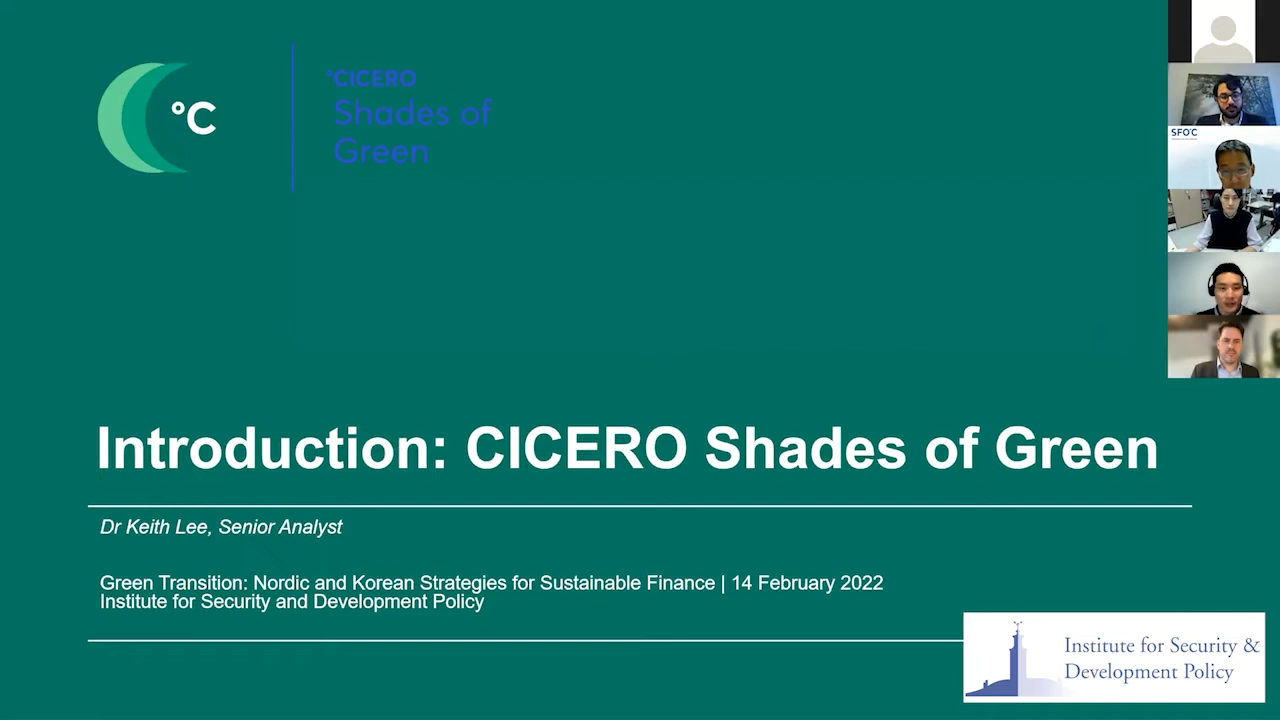 °C
°CICERO
Shades of
Green
SFO°C
Introduction: CICERO Shades of Green
Dr Keith Lee, Senior Analyst
Green Transition: Nordic and Korean Strategies for Sustainable Finance | 14 February 2022
Institute for Security and Development Policy
Institute for Security &
Development Policy